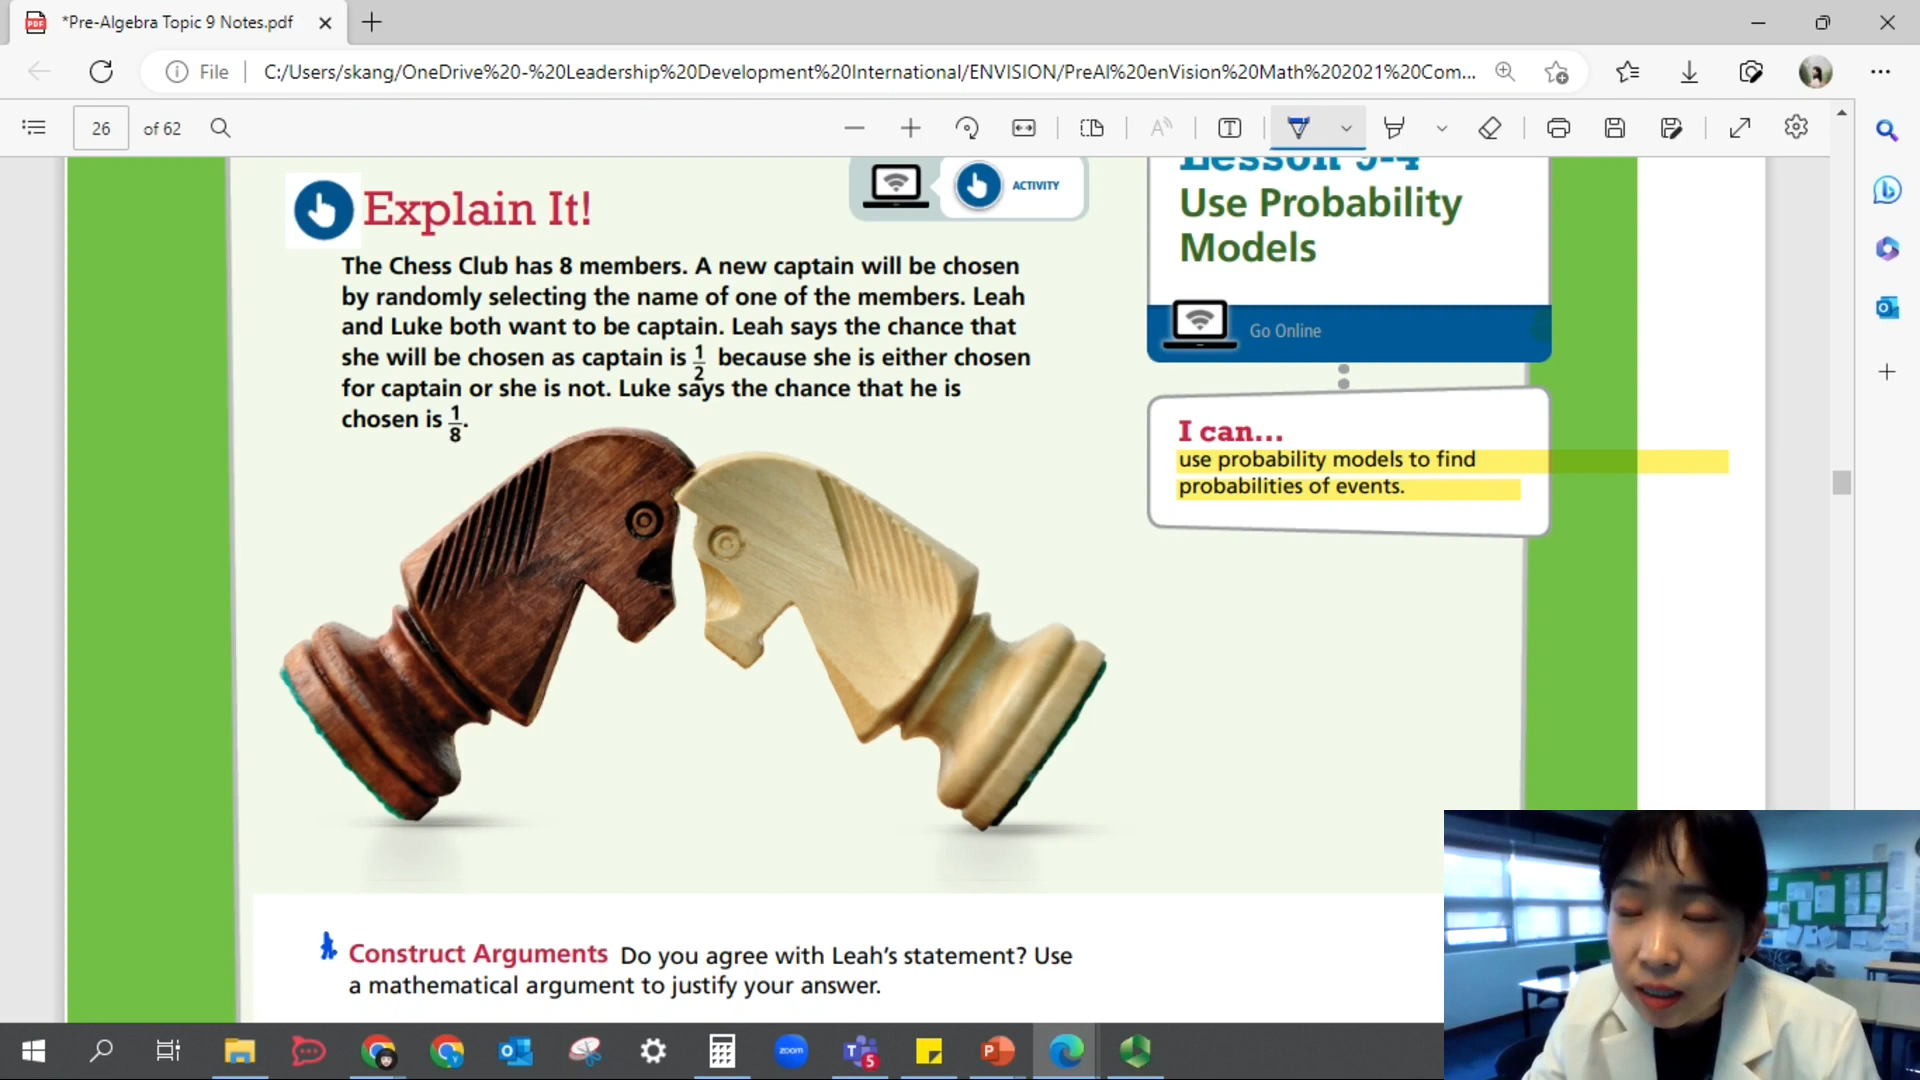 *Pre-Algebra Topic 9 Notes.pdf
File
C:/Users/skang/OneDrive%20-%20Leadership%20Development%20International/ENVISION/PreAl%20enVision%20Math%202021%20Com...
26 of 62
Explain It!
ACTIVITY
The Chess Club has 8 members. A new captain will be chosen
by randomly selecting the name of one of the members. Leah
and Luke both want to be captain. Leah says the chance that
she will be chosen as captain is 1/2 because she is either chosen
for captain or she is not. Luke says the chance that he is
chosen is 1/8.
Lesson 9-4
Use Probability
Models
Go Online
I can...
use probability models to find
probabilities of events.
Construct Arguments Do you agree with Leah's statement? Use
a mathematical argument to justify your answer.
zoom
5